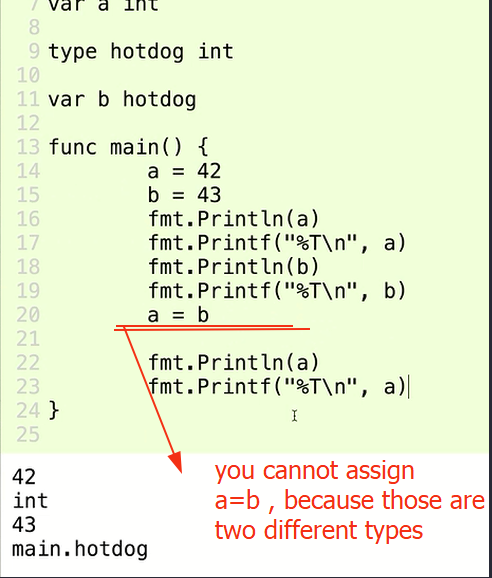 7 var a int
8
9 type hotdog int
10
11 var b hotdog
12
13 func main() {
14 a = 42
15 b = 43
16 fmt.Println(a)
17 fmt.Printf("%T\n", a)
18 fmt.Println(b)
19 fmt.Printf("%T\n", b)
20 a = b
21
22 fmt.Println(a)
23 fmt.Printf("%T\n", a)
24 }
25
42
int
43
main.hotdog
you cannot assign
a=b , because those are
two different types